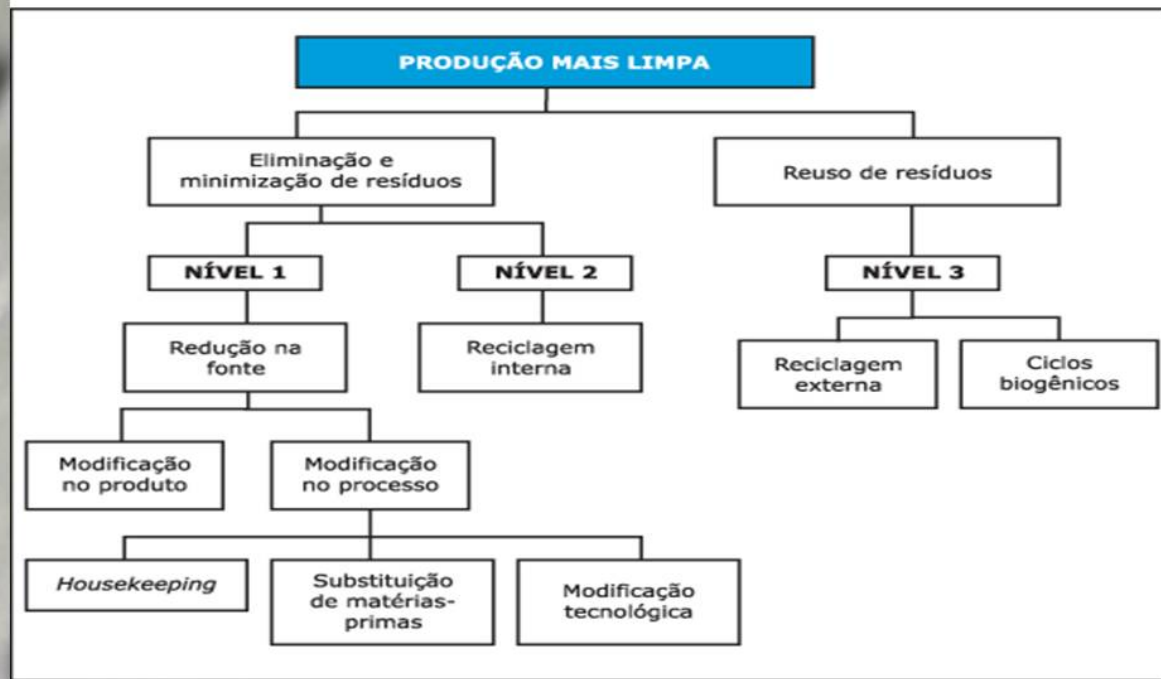 PRODUÇÃO MAIS LIMPA
Eliminação e
minimização de resíduos
Reuso de resíduos
NÍVEL 1
NÍVEL 2
NÍVEL 3
Redução na
fonte
Reciclagem
interna
Reciclagem
externa
Ciclos
biogênicos
Modificação
no produto
Modificação
no processo
Housekeeping
Substituição
de matérias-
primas
Modificação
tecnológica